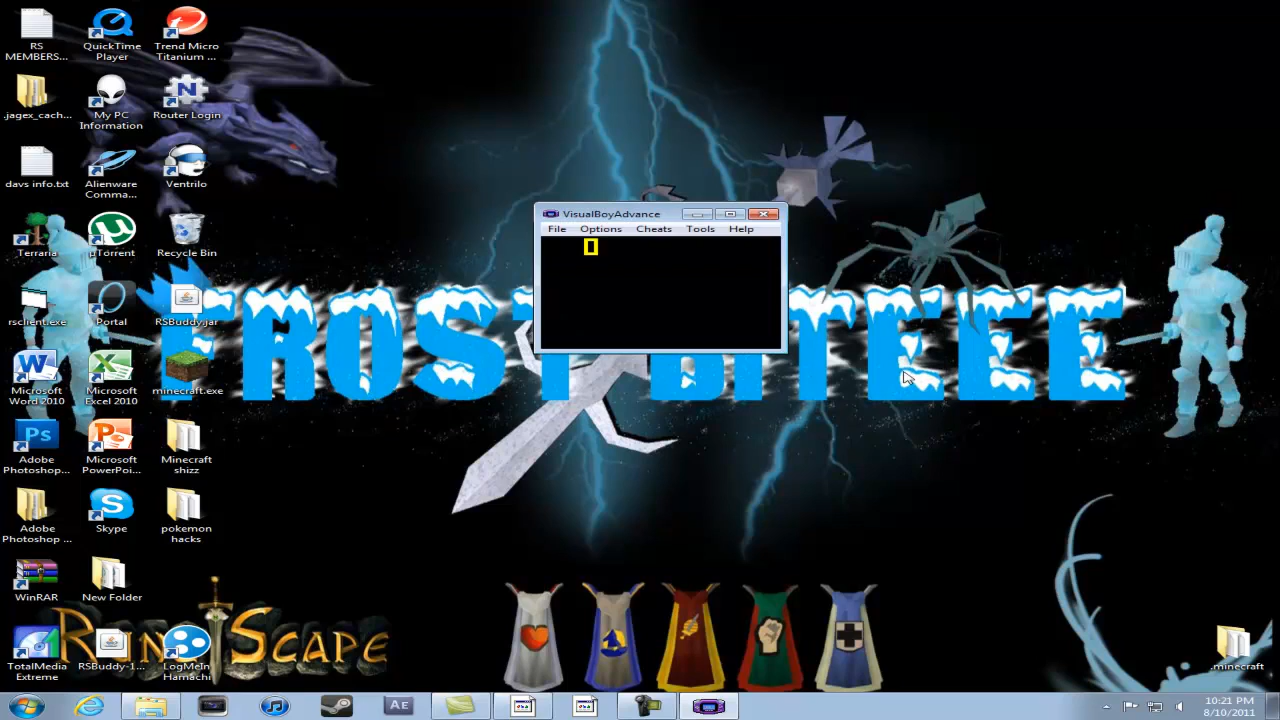 RS
MEMBERS...
QuickTime
Player
Trend Micro
Titanium ...
.jagex_cach...
My PC
Information
Router Login
davs info.txt
Alienware
Comma...
Ventrilo
Terraria
µTorrent
Recycle Bin
VisualBoyAdvance
File Options Cheats Tools Help
rsclient.exe
Portal
RSBuddy.jar
FROST BITEEE
Microsoft
Word 2010
Microsoft
Excel 2010
minecraft.exe
Adobe
Photoshop...
Microsoft
PowerPoi...
Minecraft
shizz
Adobe
Photoshop ...
Skype
pokemon
hacks
WinRAR
New Folder
RuneScape
TotalMedia
Extreme
RSBuddy-1...
LogMeIn
Hamachi
.minecraft
10:21 PM
8/10/2011